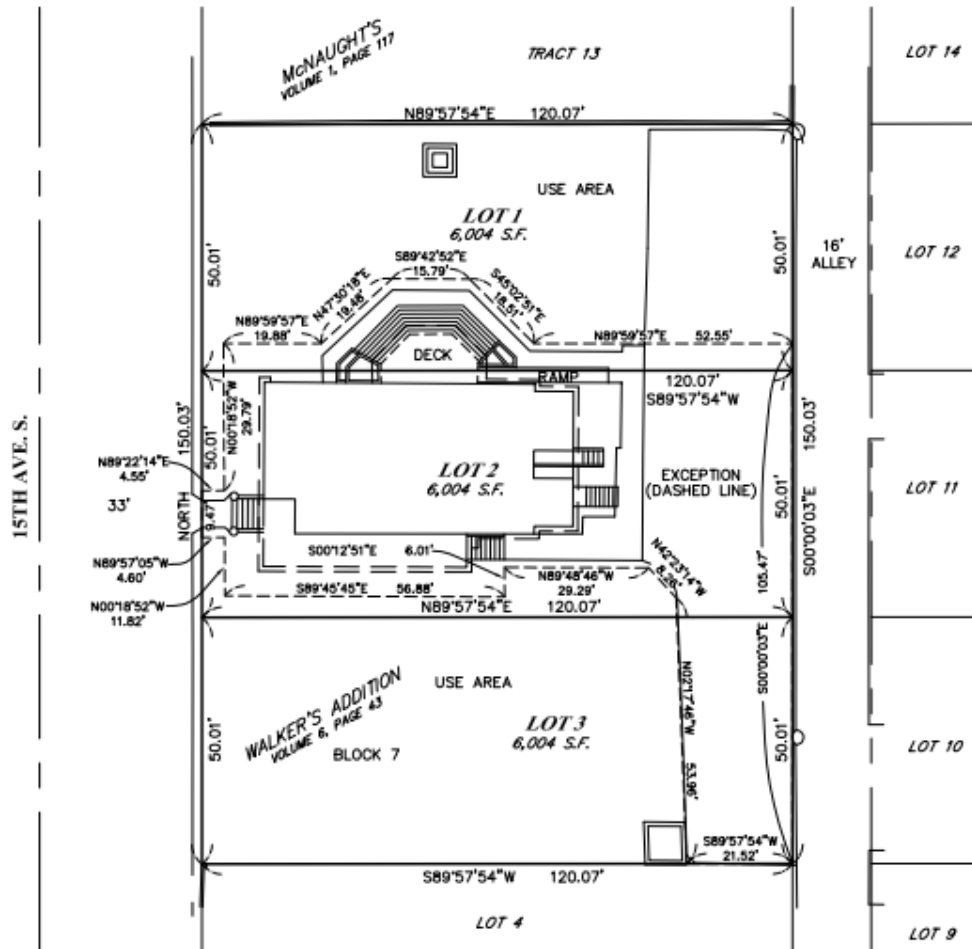 McNAUGHT'S
VOLUME 1, PAGE 117
TRACT 13
LOT 14
N89°57'54"E 120.07'
USE AREA
LOT 1
6,004 S.F.
50.01'
50.01'
16'
ALLEY
LOT 12
S89°42'52"E
15.79'
N47°30'18"E
19.48'
S45°02'51"E
18.51'
N89°59'57"E
19.88'
N89°59'57"E 52.55'
DECK
RAMP
120.07'
S89°57'54"W
N00°18'52"W
29.79'
150.03'
50.01'
NORTH
15TH AVE. S.
N89°22'14"E
4.55'
33'
9.47'
LOT 2
6,004 S.F.
EXCEPTION
(DASHED LINE)
50.01'
150.03'
S00°00'03"E
LOT 11
105.47'
N89°57'05"W
4.60'
N00°18'52"W
11.82'
S00°12'51"E 6.01'
S89°45'45"E 56.88'
N89°48'46"W
29.29'
N42°23'14"W
8.26'
N89°57'54"E 120.07'
S00°00'03"E
USE AREA
WALKER'S ADDITION
VOLUME 6, PAGE 43
BLOCK 7
LOT 3
6,004 S.F.
50.01'
N02°17'46"W 53.96'
50.01'
LOT 10
S89°57'54"W
21.52'
S89°57'54"W 120.07'
LOT 4
LOT 9